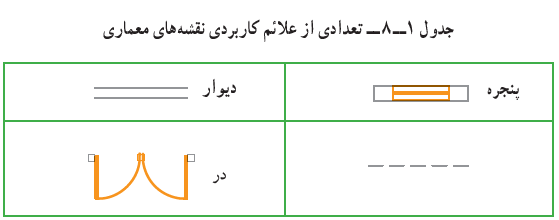 جدول ۱ــ۸ــ تعدادی از علائم کاربردی نقشه‌های معماری
پنجره
دیوار
در